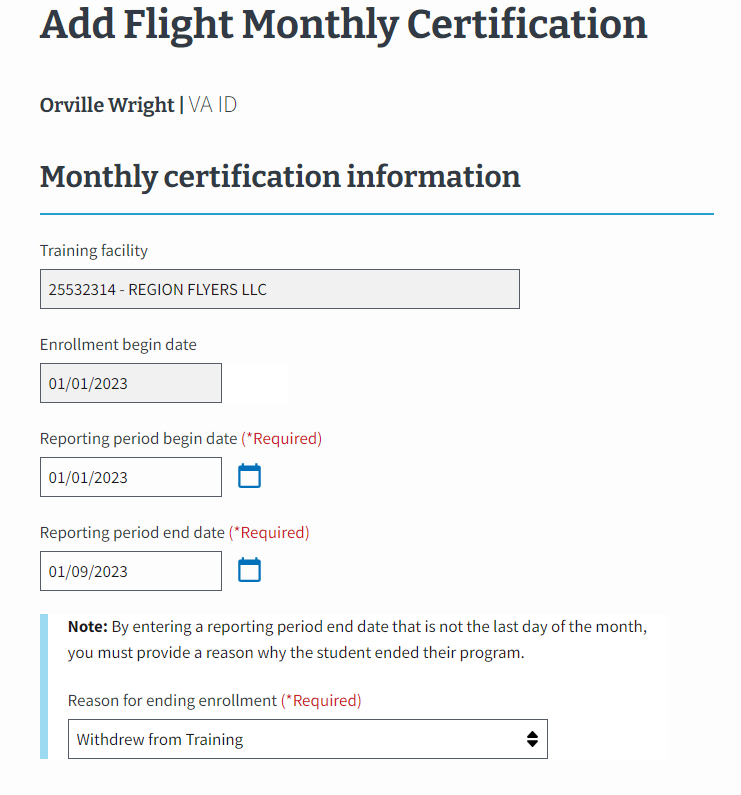 Add Flight Monthly Certification
Orville Wright | VA ID
Monthly certification information
Training facility
25532314 - REGION FLYERS LLC
Enrollment begin date
01/01/2023
Reporting period begin date (*Required)
01/01/2023
Reporting period end date (*Required)
01/09/2023
Note: By entering a reporting period end date that is not the last day of the month,
you must provide a reason why the student ended their program.
Reason for ending enrollment (*Required)
Withdrew from Training